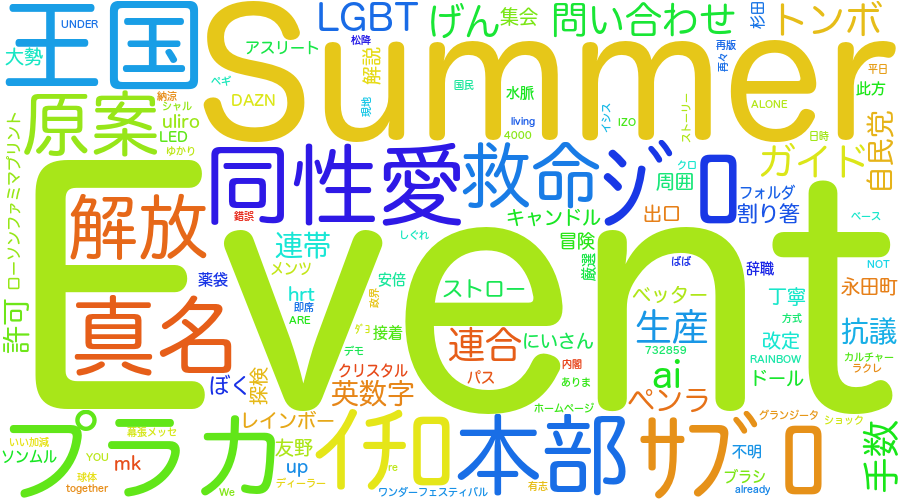 王国 UNDER Summer LGBT げん 集会 問い合わせ 杉田 トンボ
大勢 アスリート 松降 解説 再版
ベギ 再々 平日
原案 納涼 シャル DAZN 現地 水脈 国民 イシス ストーリー ALONE 此方
uliro LED living 4000 IZO 日時 自民党
ゆかり 同性愛 救命 ジロ クロ ガイド
ローソンファミマプリント 解放 錯誤 キャンドル 周囲 出口 フォルダ 割り箸 ベース
Event 連帯 しぐれ 冒険 厳選 ばば 辞職 NOT
メンツ 薬袋 安倍 ストロー ベッター 丁寧 永田町
許可 真名 hrt 即席 政界 接着 連合 にいさん 生産 方式 抗議
ARE ダヨ デモ 732859 改定 RAINBOW カルチャー
ぼく 探検 クリスタル 英数字 パス 内閣 ありま ai ドール ラクレ
プラカ レインボー イチロ 本部 ホームページ サブロ ペンラ グランジータ ショック 手数
いい加減 幕張メッセ ソンムル YOU mk 友野 up 不明
球体 together We ディーラー re ワンダーフェスティバル 有志 ブラシ already